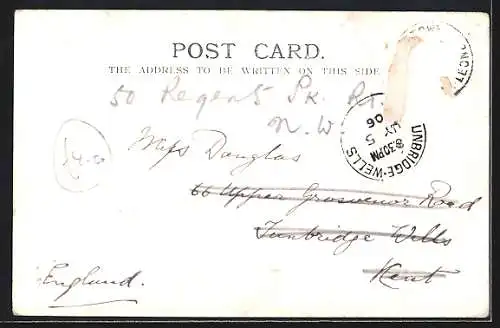 POST CARD.
THE ADDRESS TO BE WRITTEN ON THIS SIDE
50 Regent's Pk. Rd.
N.W.
Miss Douglas
66 Upper Grosvenor Road
Tunbridge Wells
Kent
England.
UNBRIDGE-WELLS
8.30PM
JY 5
06